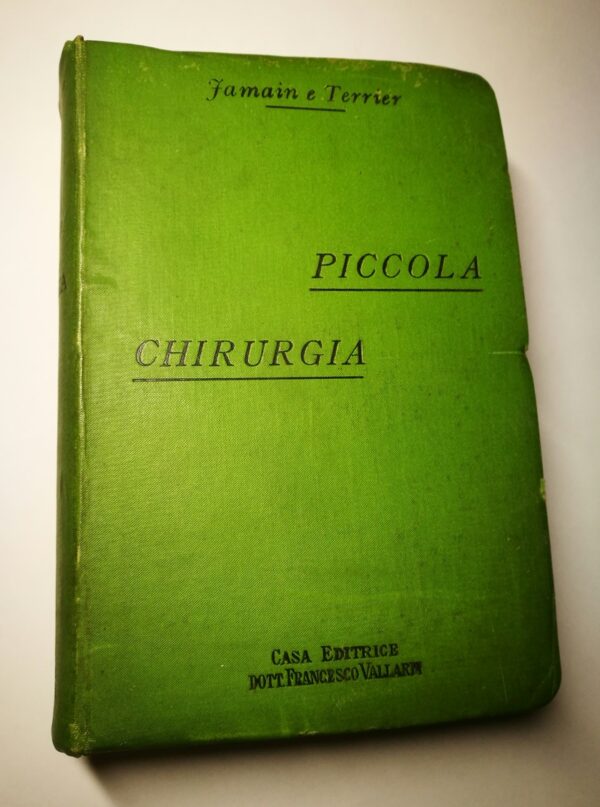 Jamain e Terrier
PICCOLA
CHIRURGIA
CASA EDITRICE
DOTT. FRANCESCO VALLARDI